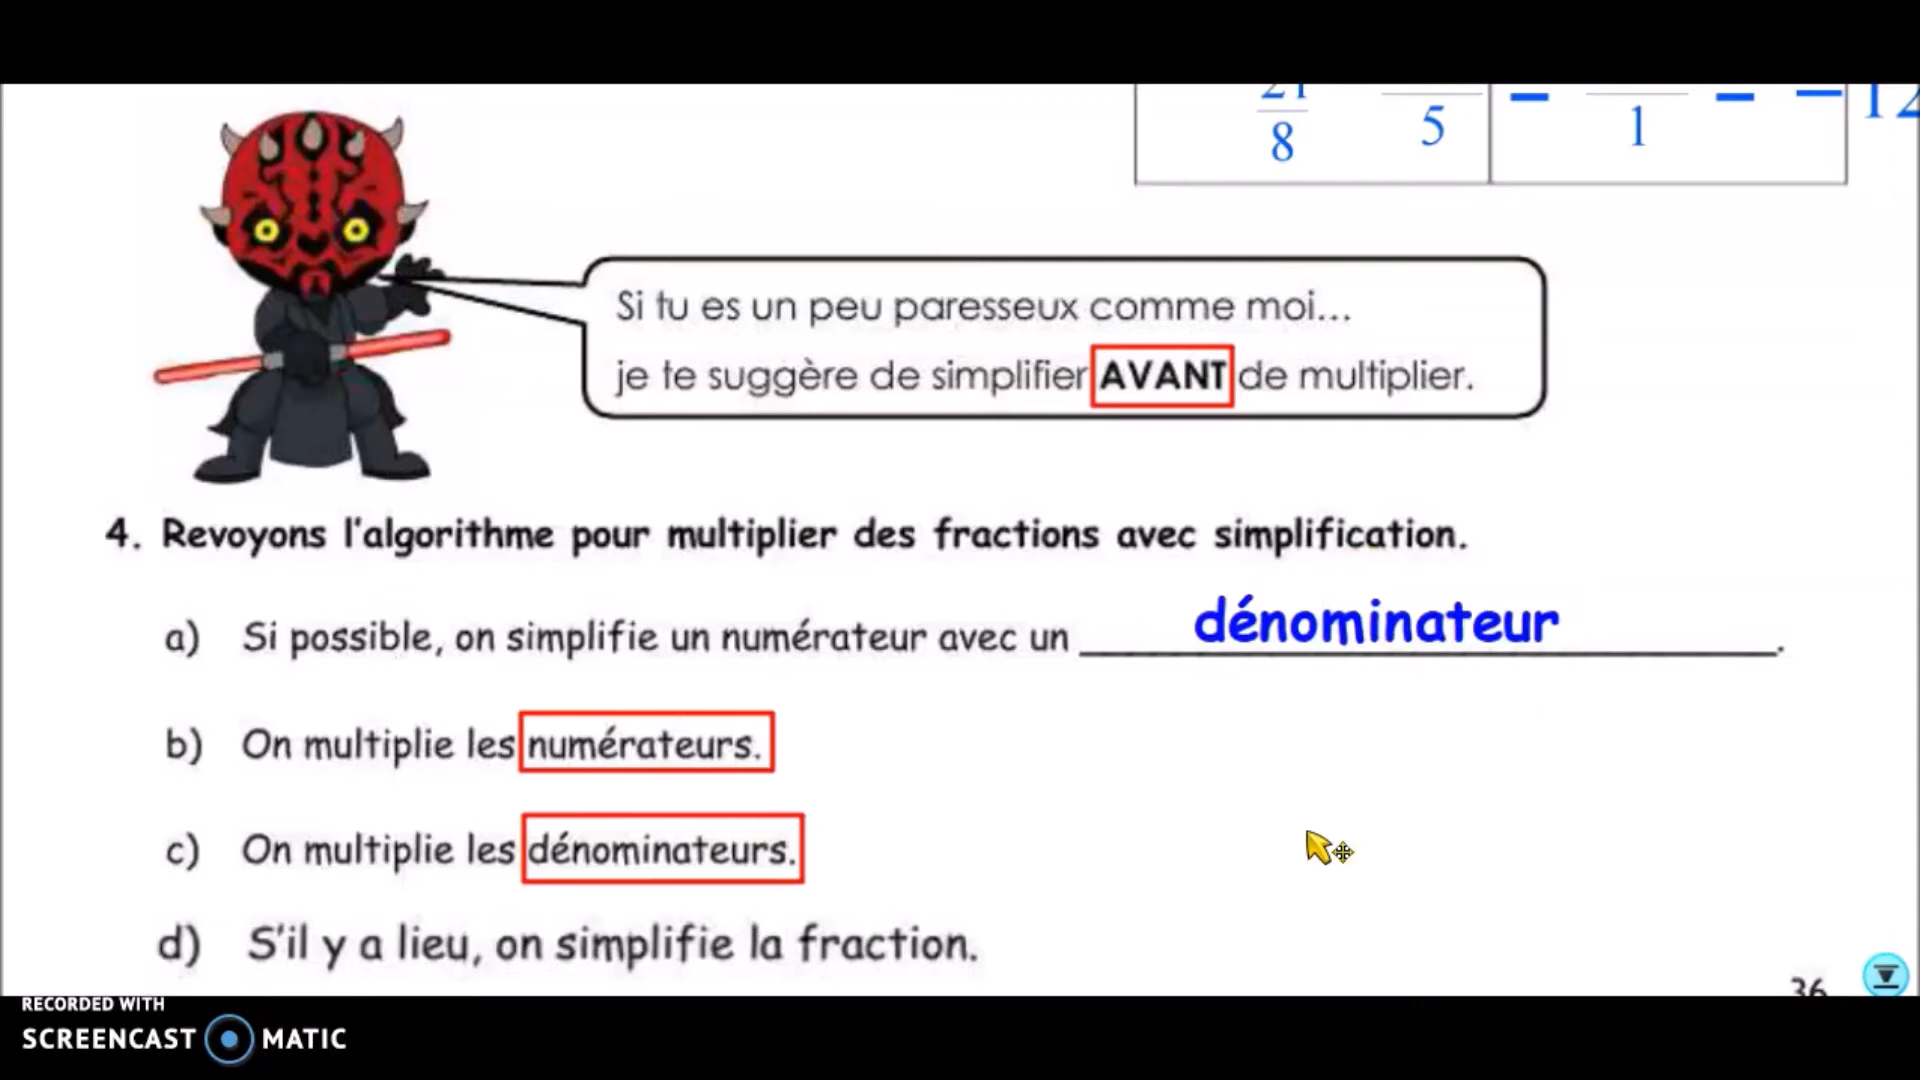 8
5
1
Si tu es un peu paresseux comme moi...
je te suggère de simplifier AVANT de multiplier.
4. Revoyons l'algorithme pour multiplier des fractions avec simplification.
a) Si possible, on simplifie un numérateur avec un dénominateur.
b) On multiplie les numérateurs.
c) On multiplie les dénominateurs.
d) S'il y a lieu, on simplifie la fraction.
36
RECORDED WITH
SCREENCAST MATIC